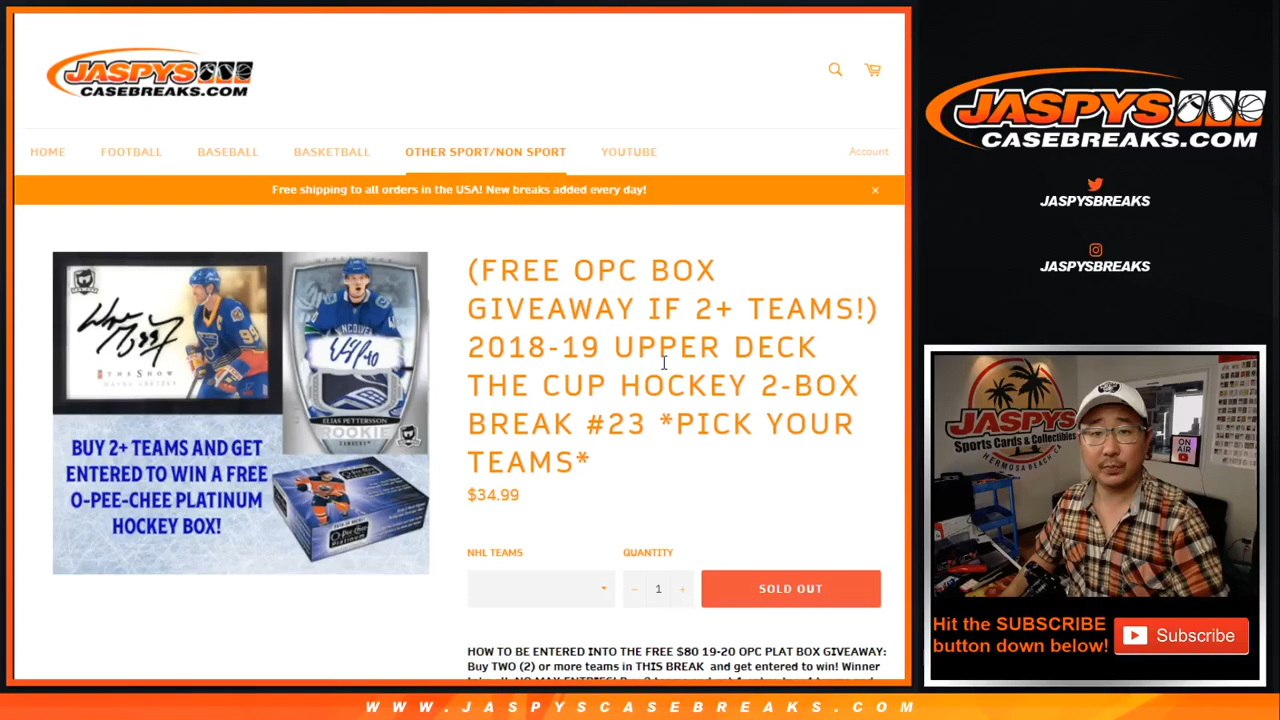 JASPYS
CASEBREAKS.COM
HOME FOOTBALL BASEBALL BASKETBALL OTHER SPORT/NON SPORT YOUTUBE Account
Free shipping to all orders in the USA! New breaks added every day! ×
THE SHOW
VANCOUVER
ELIAS PETTERSSON
ROOKIE
BUY 2+ TEAMS AND GET
ENTERED TO WIN A FREE
O-PEE-CHEE PLATINUM
HOCKEY BOX!
(FREE OPC BOX
GIVEAWAY IF 2+ TEAMS!)
2018-19 UPPER DECK
THE CUP HOCKEY 2-BOX
BREAK #23 *PICK YOUR
TEAMS*
$34.99
NHL TEAMS QUANTITY
− 1 + SOLD OUT
HOW TO BE ENTERED INTO THE FREE $80 19-20 OPC PLAT BOX GIVEAWAY:
Buy TWO (2) or more teams in THIS BREAK and get entered to win! Winner
JASPYS
CASEBREAKS.COM
JASPYSBREAKS
JASPYSBREAKS
JASPYS
Sports Cards & Collectibles
HERMOSA BEACH CA
ON AIR
Hit the SUBSCRIBE
button down below!
Subscribe
WWW.JASPYSCASEBREAKS.COM